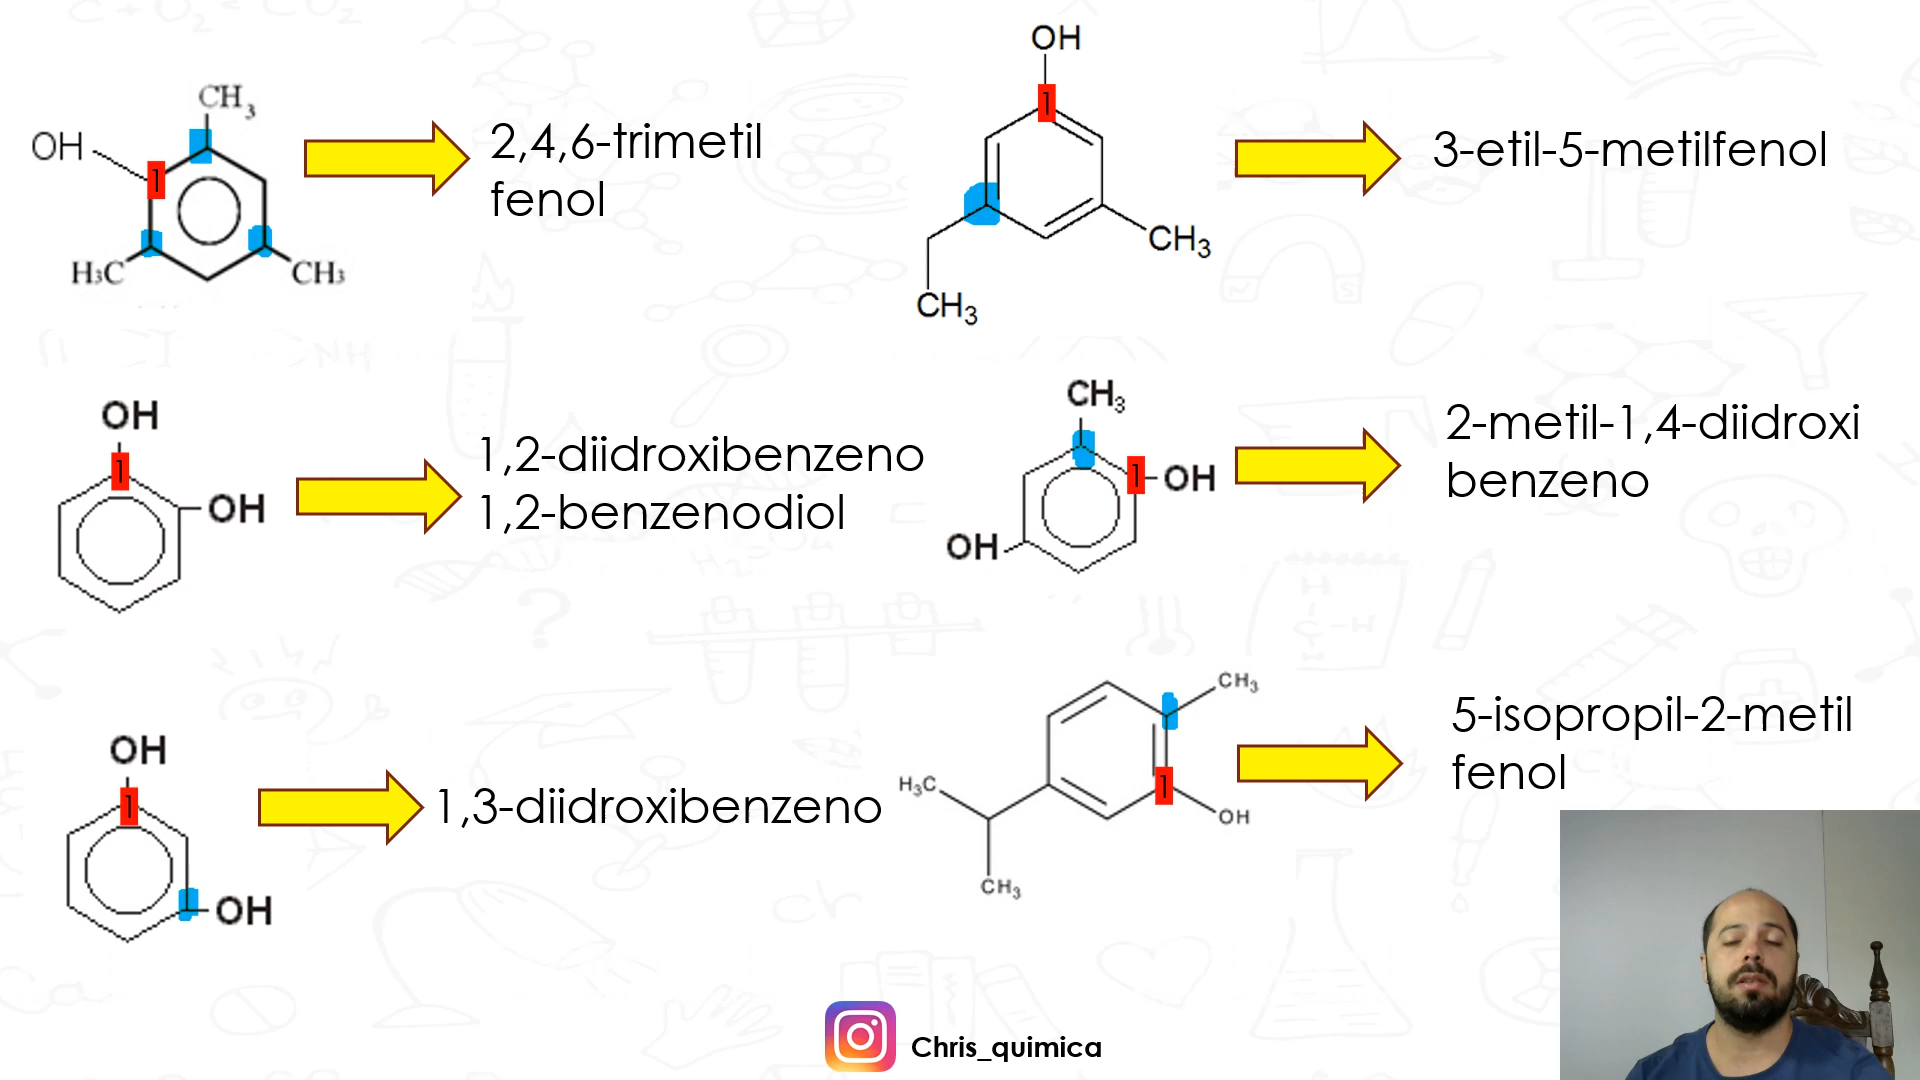 CH3
OH
1
H3C
CH3
2,4,6-trimetil
fenol
OH
1
CH3
CH3
3-etil-5-metilfenol
OH
1
OH
1,2-diidroxibenzeno
1,2-benzenodiol
CH3
1
OH
OH
2-metil-1,4-diidroxi
benzeno
OH
1
OH
1,3-diidroxibenzeno
CH3
H3C
1
OH
CH3
5-isopropil-2-metil
fenol
Chris_quimica